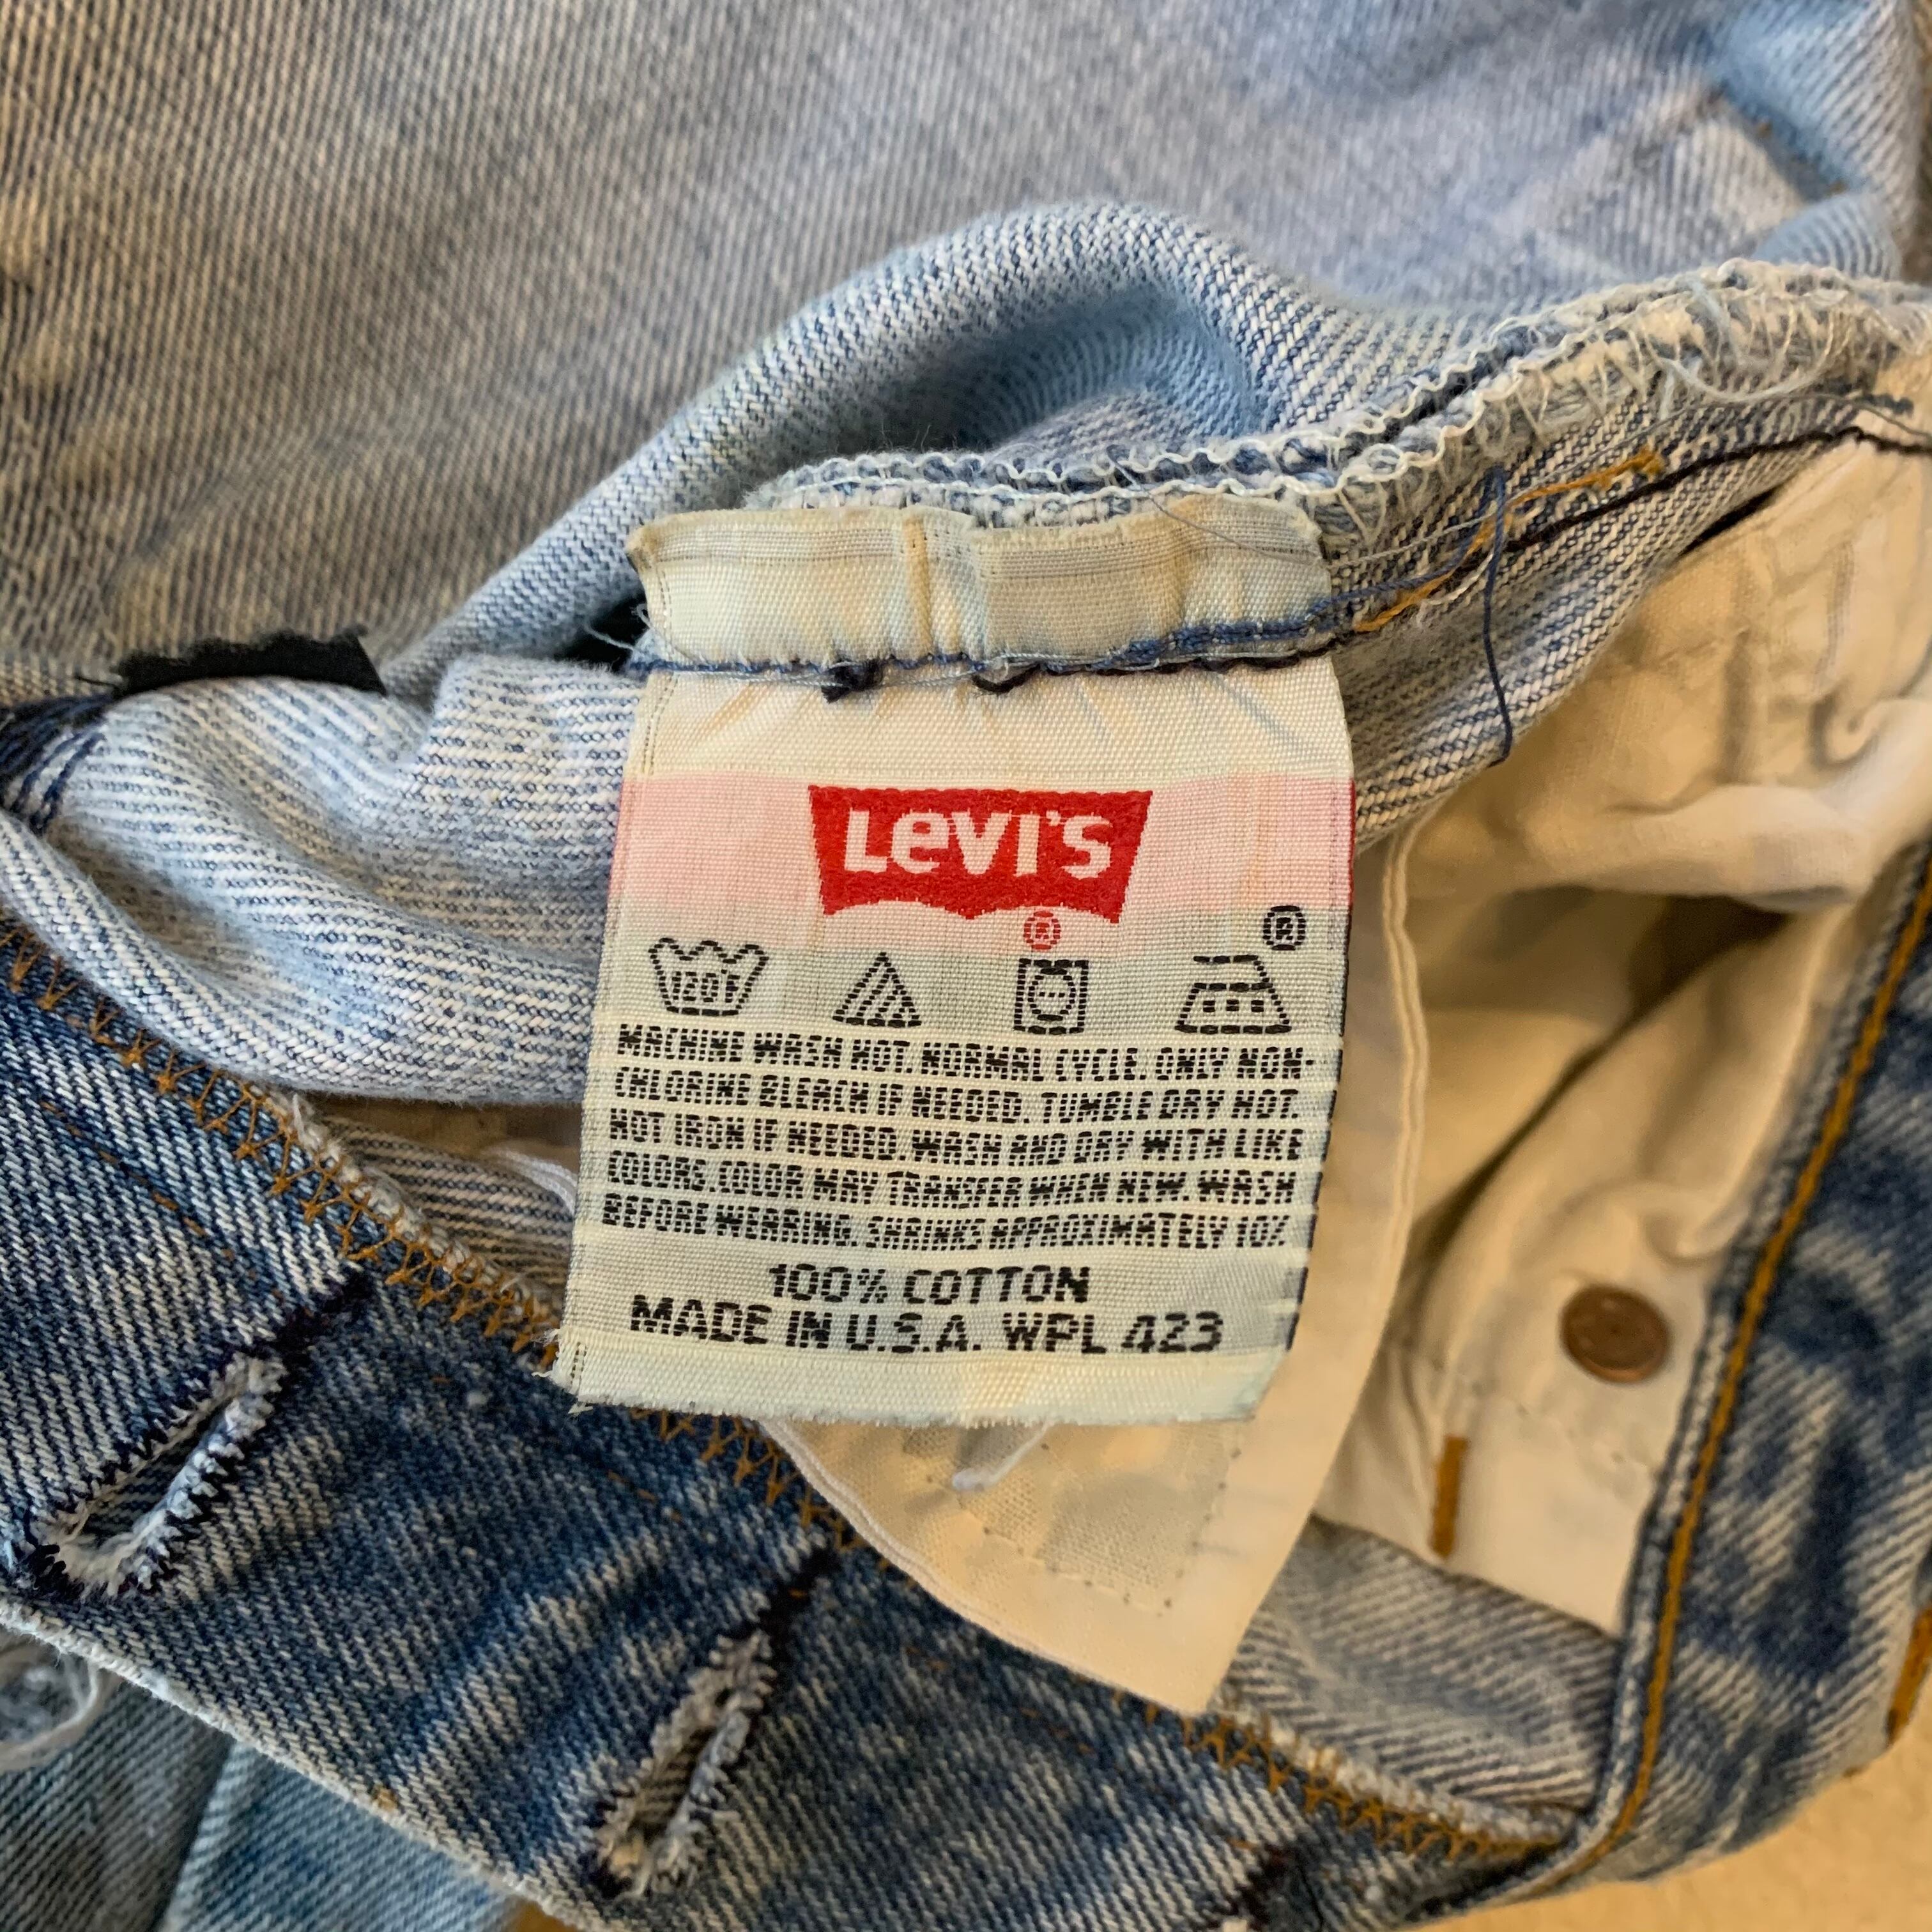 LEVI'S
®
®
120F
MACHINE WASH HOT. NORMAL CYCLE. ONLY NON-
CHLORINE BLEACH IF NEEDED. TUMBLE DRY HOT.
HOT IRON IF NEEDED. WASH AND DRY WITH LIKE
COLORS. COLOR MAY TRANSFER WHEN NEW. WASH
BEFORE WEARING. SHRINKS APPROXIMATELY 10%
100% COTTON
MADE IN U.S.A. WPL 423